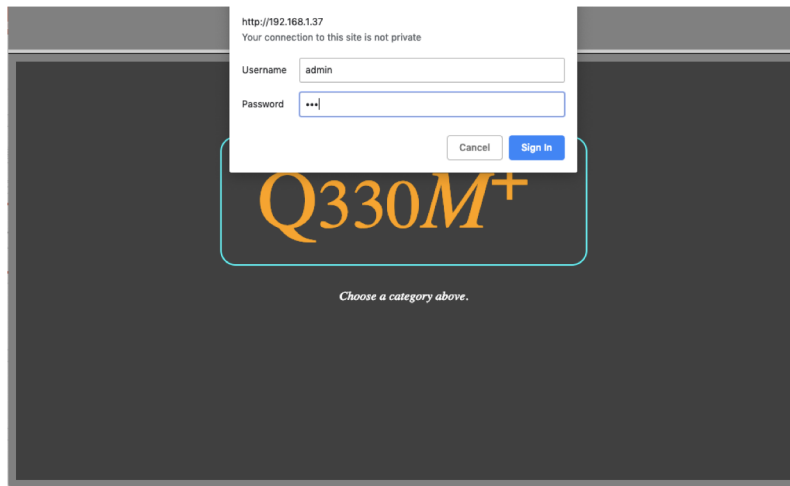 http://192.168.1.37
Your connection to this site is not private
Username admin
Password •••
Cancel Sign In
Q330M+
Choose a category above.